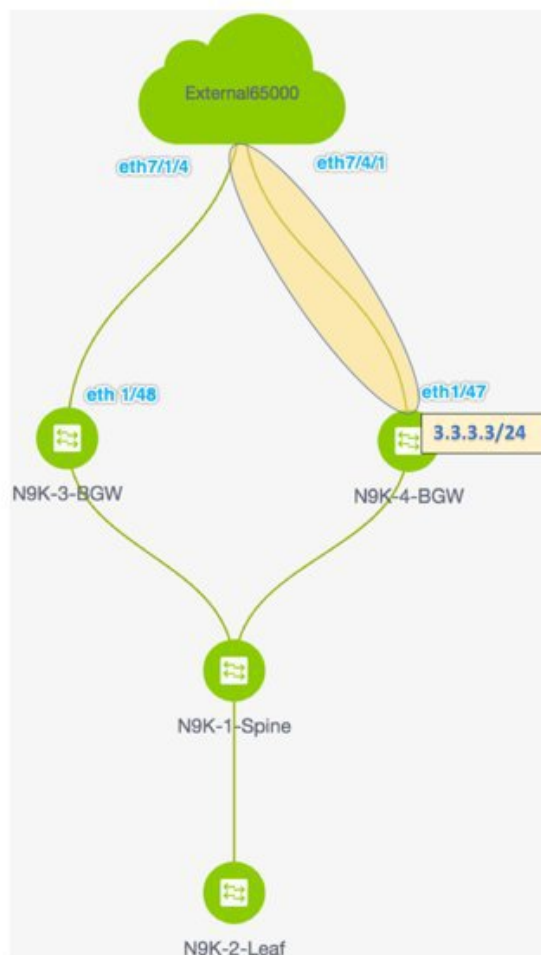 External65000
eth7/1/4
eth7/4/1
eth 1/48
eth1/47
3.3.3.3/24
N9K-3-BGW
N9K-4-BGW
N9K-1-Spine
N9K-2-Leaf